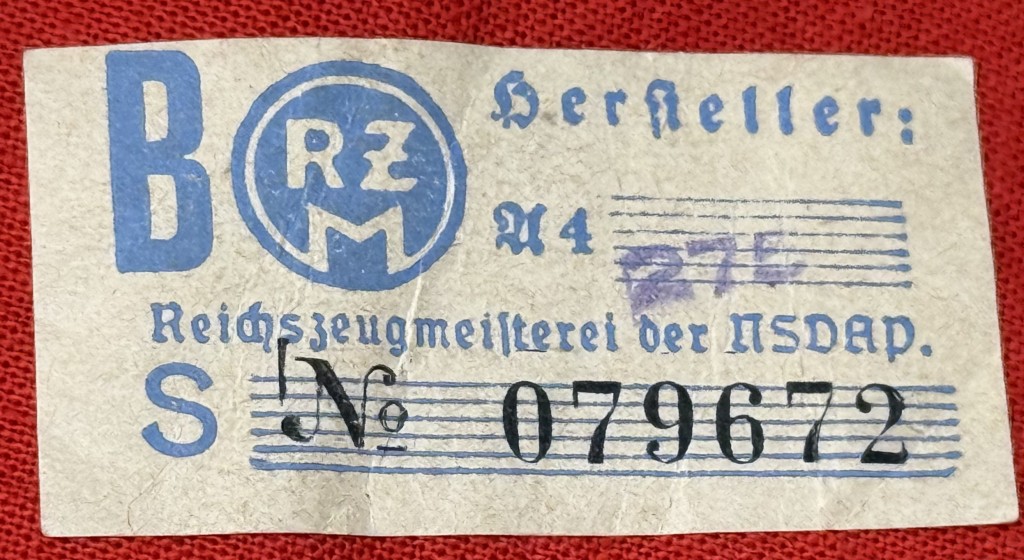 B RZM Hersteller:
A4 275
Reichszeugmeisterei der NSDAP.
S № 079672